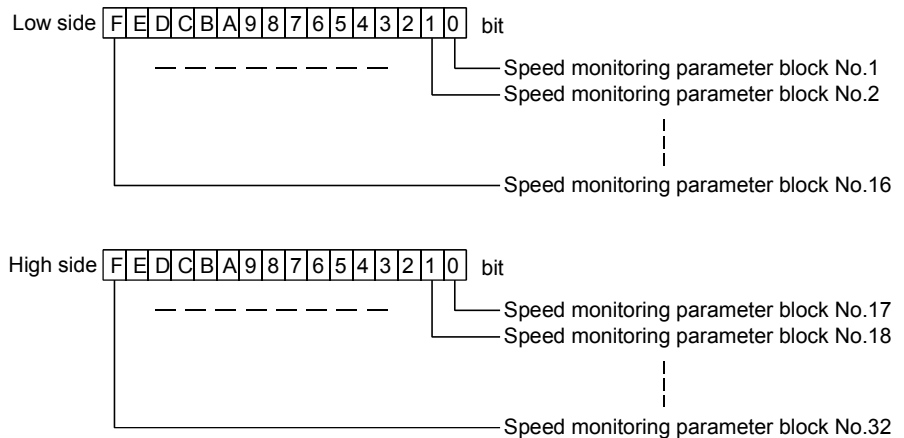 Low side F E D C B A 9 8 7 6 5 4 3 2 1 0 bit
Speed monitoring parameter block No.1
Speed monitoring parameter block No.2
Speed monitoring parameter block No.16
High side F E D C B A 9 8 7 6 5 4 3 2 1 0 bit
Speed monitoring parameter block No.17
Speed monitoring parameter block No.18
Speed monitoring parameter block No.32